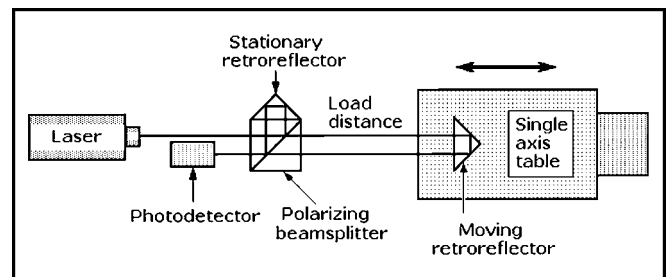 Stationary
retroreflector
Load
distance
Laser
Single
axis
table
Photodetector
Polarizing
beamsplitter
Moving
retroreflector